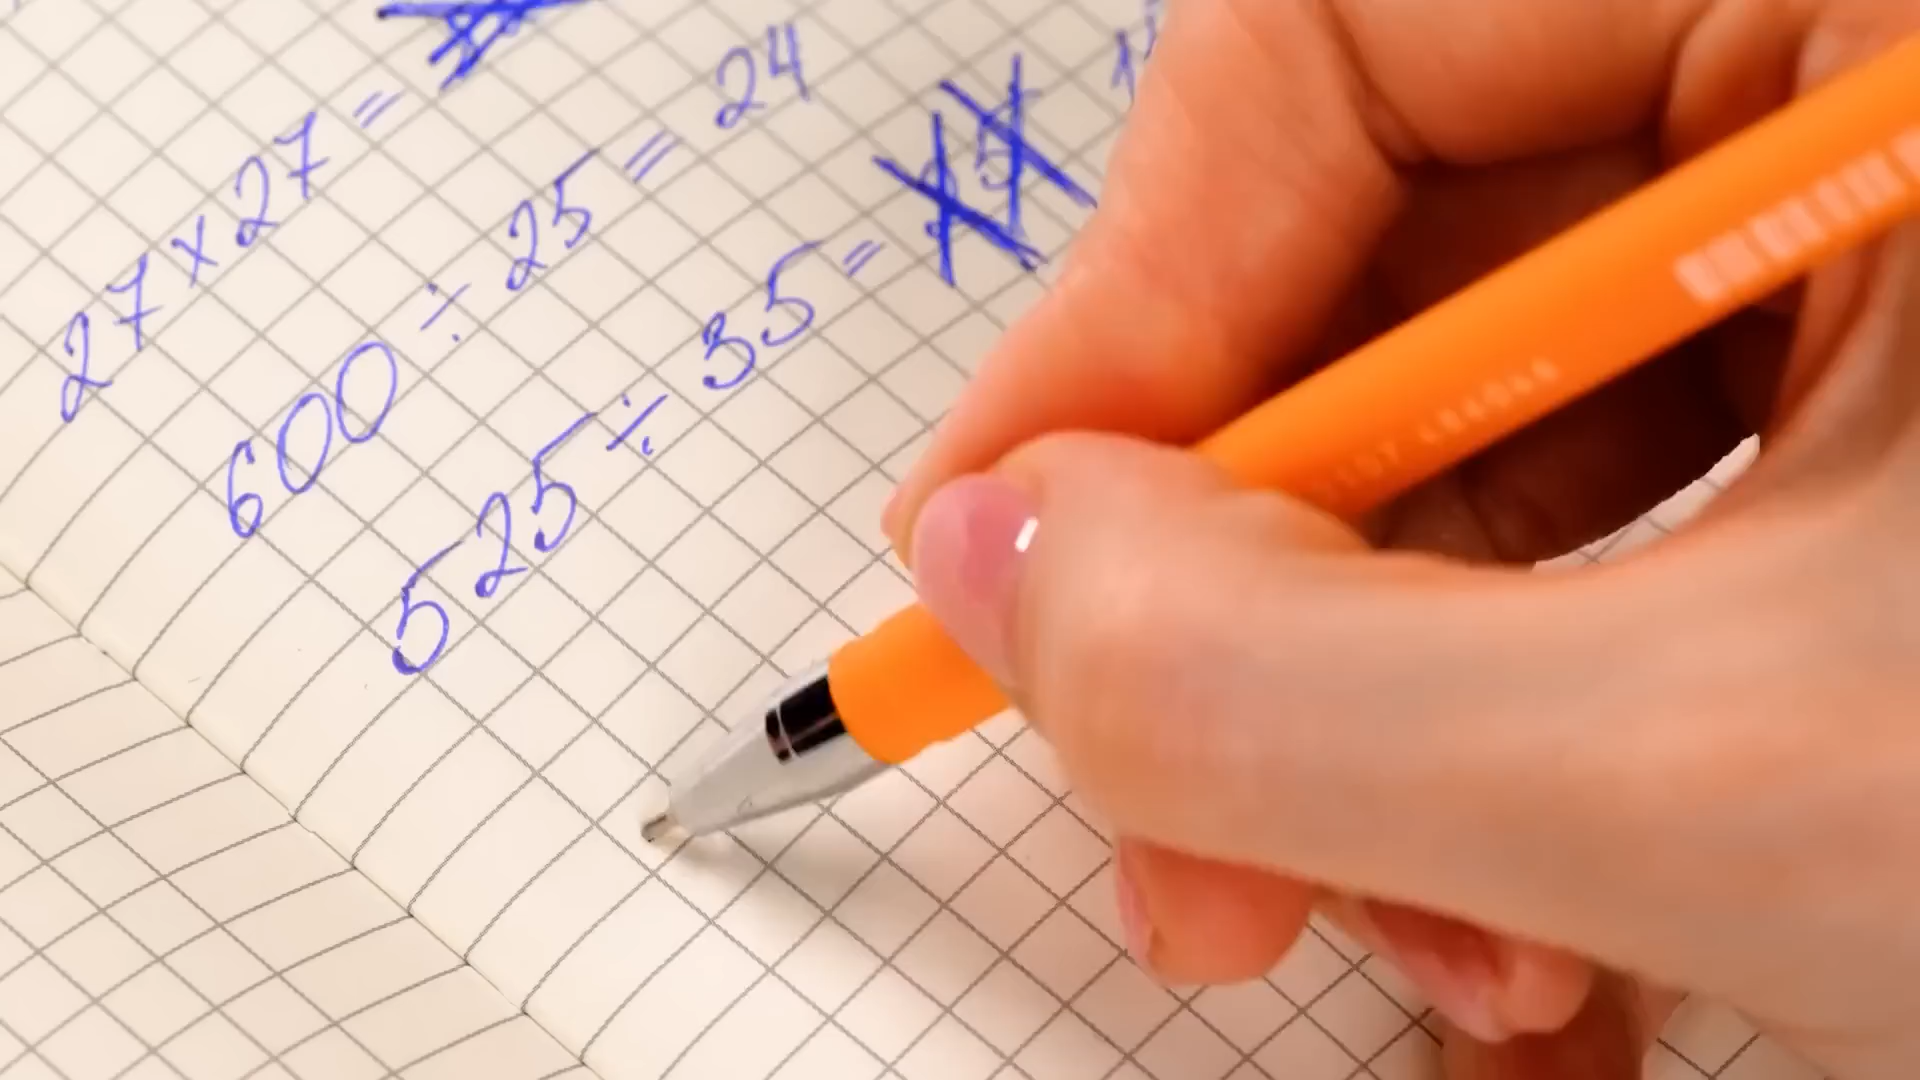 27 × 27 =
600 ÷ 25 = 24
525 ÷ 35 =